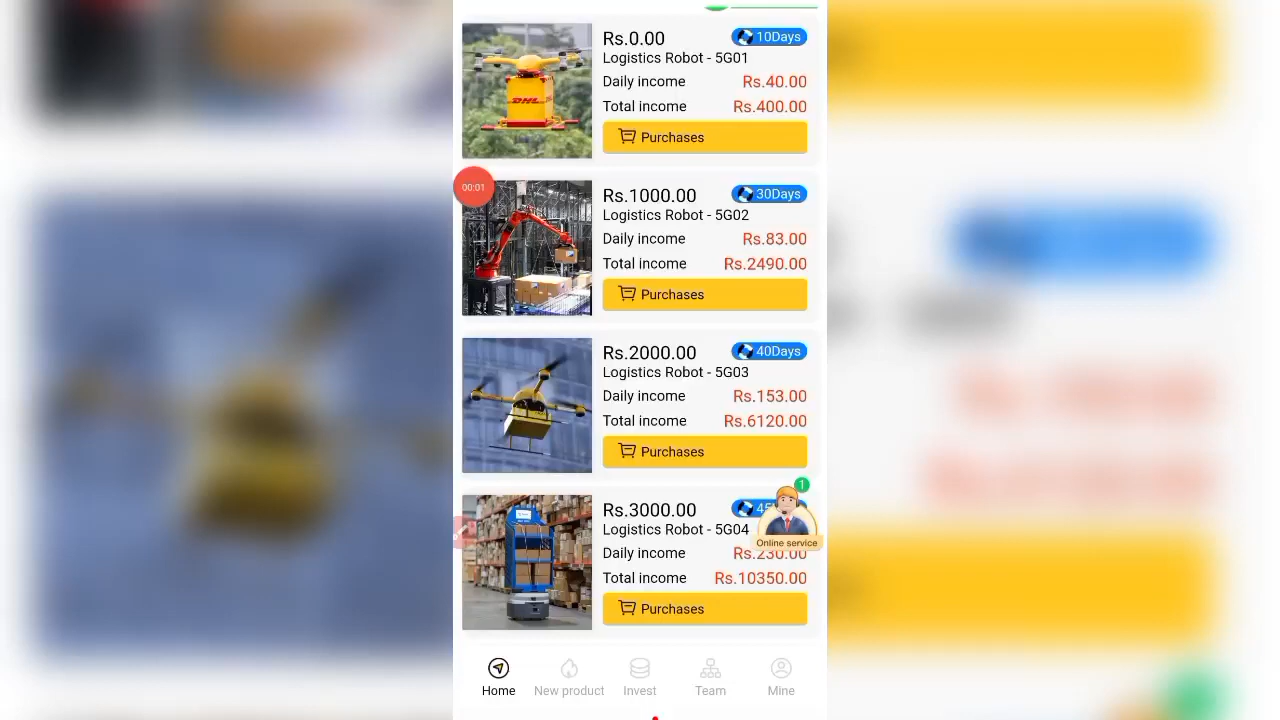 Rs.0.00
10Days
Logistics Robot - 5G01
Daily income
Rs.40.00
Total income
Rs.400.00
Purchases
DHL
00:01
Rs.1000.00
30Days
Logistics Robot - 5G02
Daily income
Rs.83.00
Total income
Rs.2490.00
Purchases
Rs.2000.00
40Days
Logistics Robot - 5G03
Daily income
Rs.153.00
Total income
Rs.6120.00
Purchases
1
Rs.3000.00
Logistics Robot - 5G04
Online service
Daily income
Rs.230.00
Total income
Rs.10350.00
Purchases
Home
New product
Invest
Team
Mine